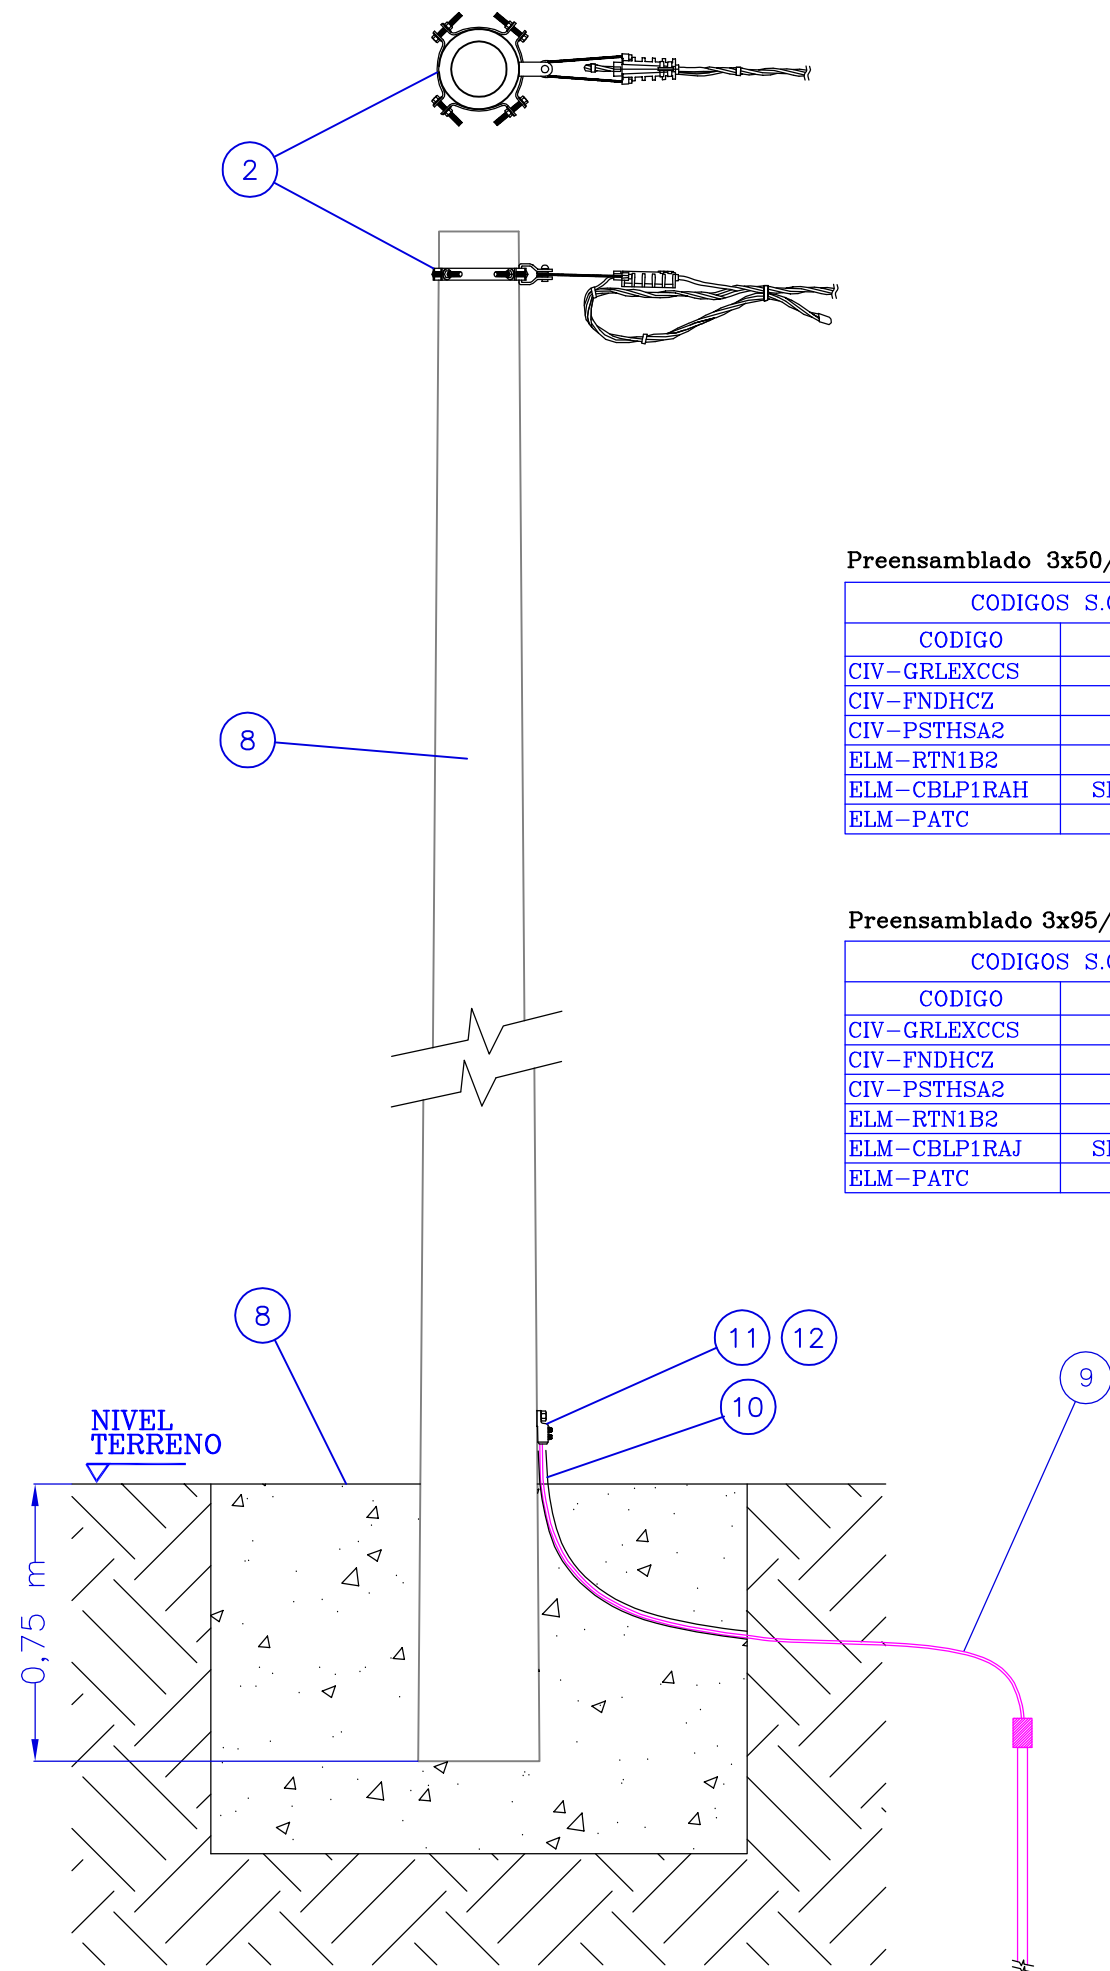 2
8
Preensamblado 3x50/
CODIGOS S.
CODIGO
CIV-GRLEXCCS
CIV-FNDHCZ
CIV-PSTHSA2
ELM-RTN1B2
ELM-CBLP1RAH
ELM-PATC
Preensamblado 3x95/
CODIGOS S.
CODIGO
CIV-GRLEXCCS
CIV-FNDHCZ
CIV-PSTHSA2
ELM-RTN1B2
ELM-CBLP1RAJ
ELM-PATC
8
11 12
10
9
NIVEL
TERRENO
0,75 m